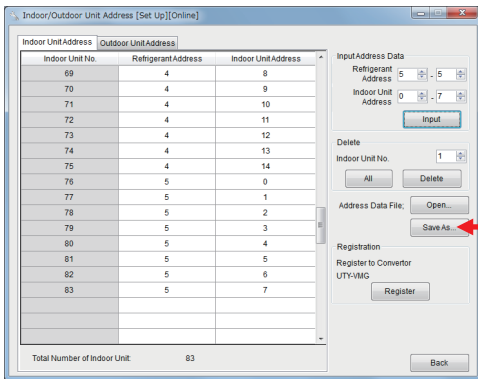 Indoor/Outdoor Unit Address [Set Up][Online]
Indoor Unit Address Outdoor Unit Address
Indoor Unit No. Refrigerant Address Indoor Unit Address
69 4 8
70 4 9
71 4 10
72 4 11
73 4 12
74 4 13
75 4 14
76 5 0
77 5 1
78 5 2
79 5 3
80 5 4
81 5 5
82 5 6
83 5 7
Total Number of Indoor Unit: 83
Input Address Data
Refrigerant Address 5 - 5
Indoor Unit Address 0 - 7
Input
Delete
Indoor Unit No. 1
All Delete
Address Data File; Open...
Save As...
Registration
Register to Convertor
UTY-VMG
Register
Back